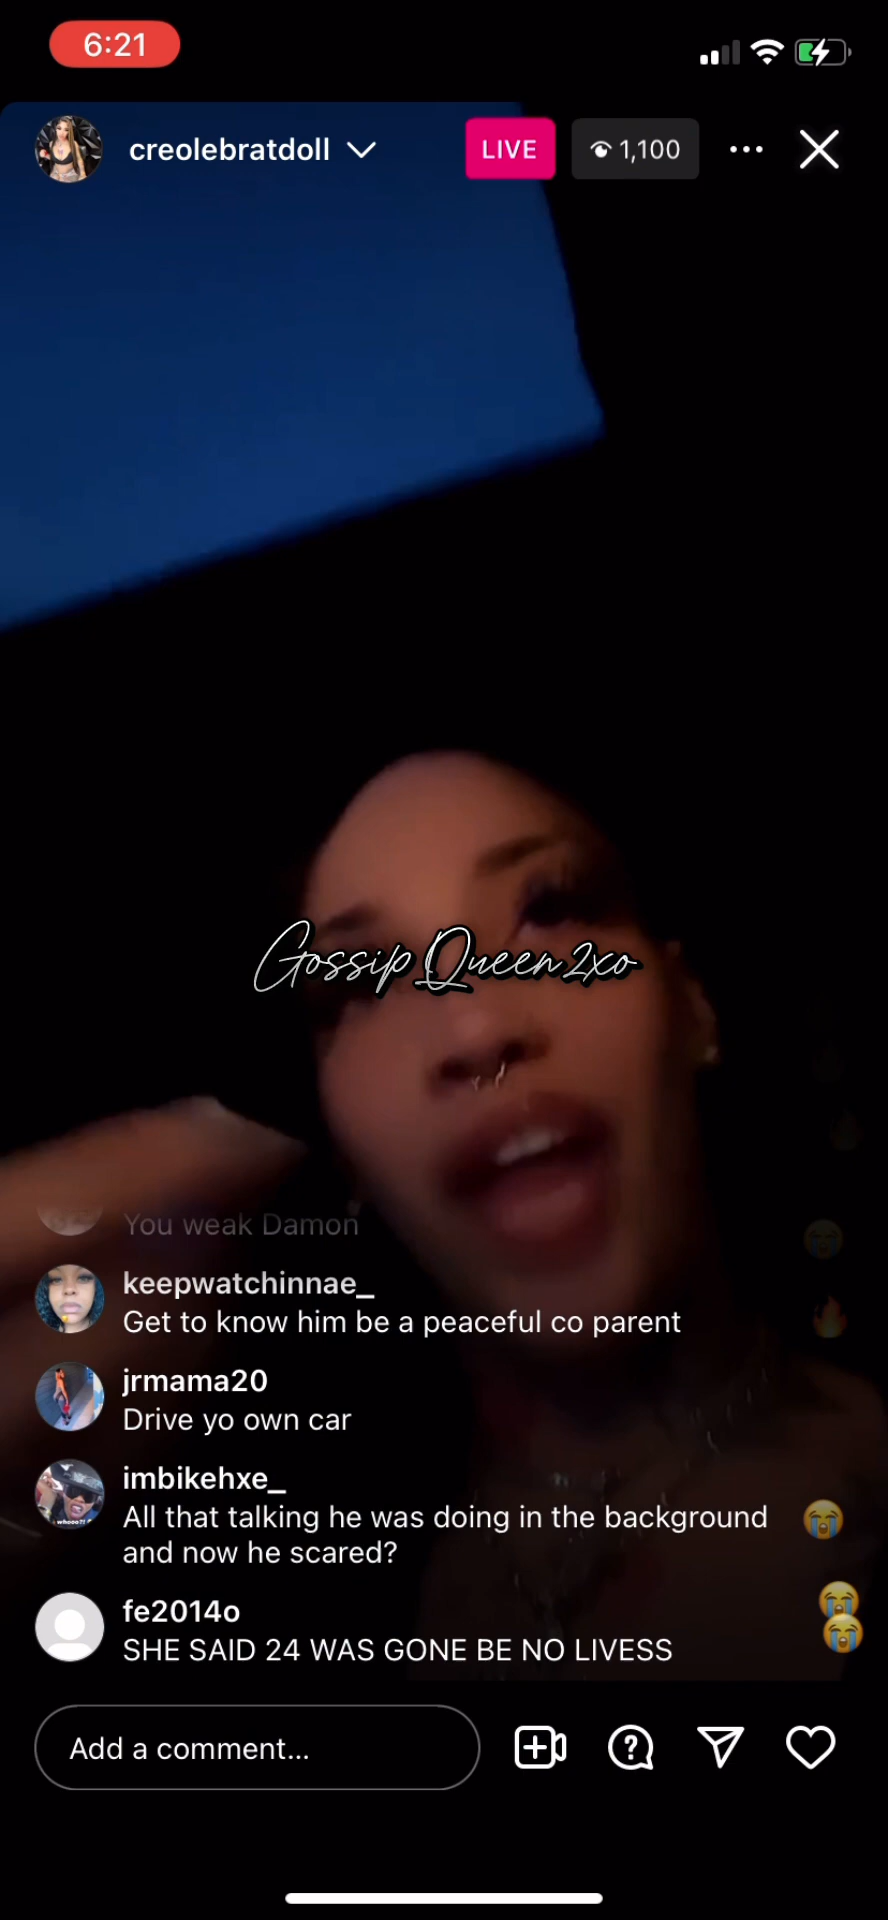 6:21
creolebratdoll
LIVE
1,100
Gossip Queen 2xo
You weak Damon
keepwatchinnae_
Get to know him be a peaceful co parent
jrmama20
Drive yo own car
imbikehxe_
All that talking he was doing in the background
and now he scared?
fe2014o
SHE SAID 24 WAS GONE BE NO LIVESS
Add a comment...